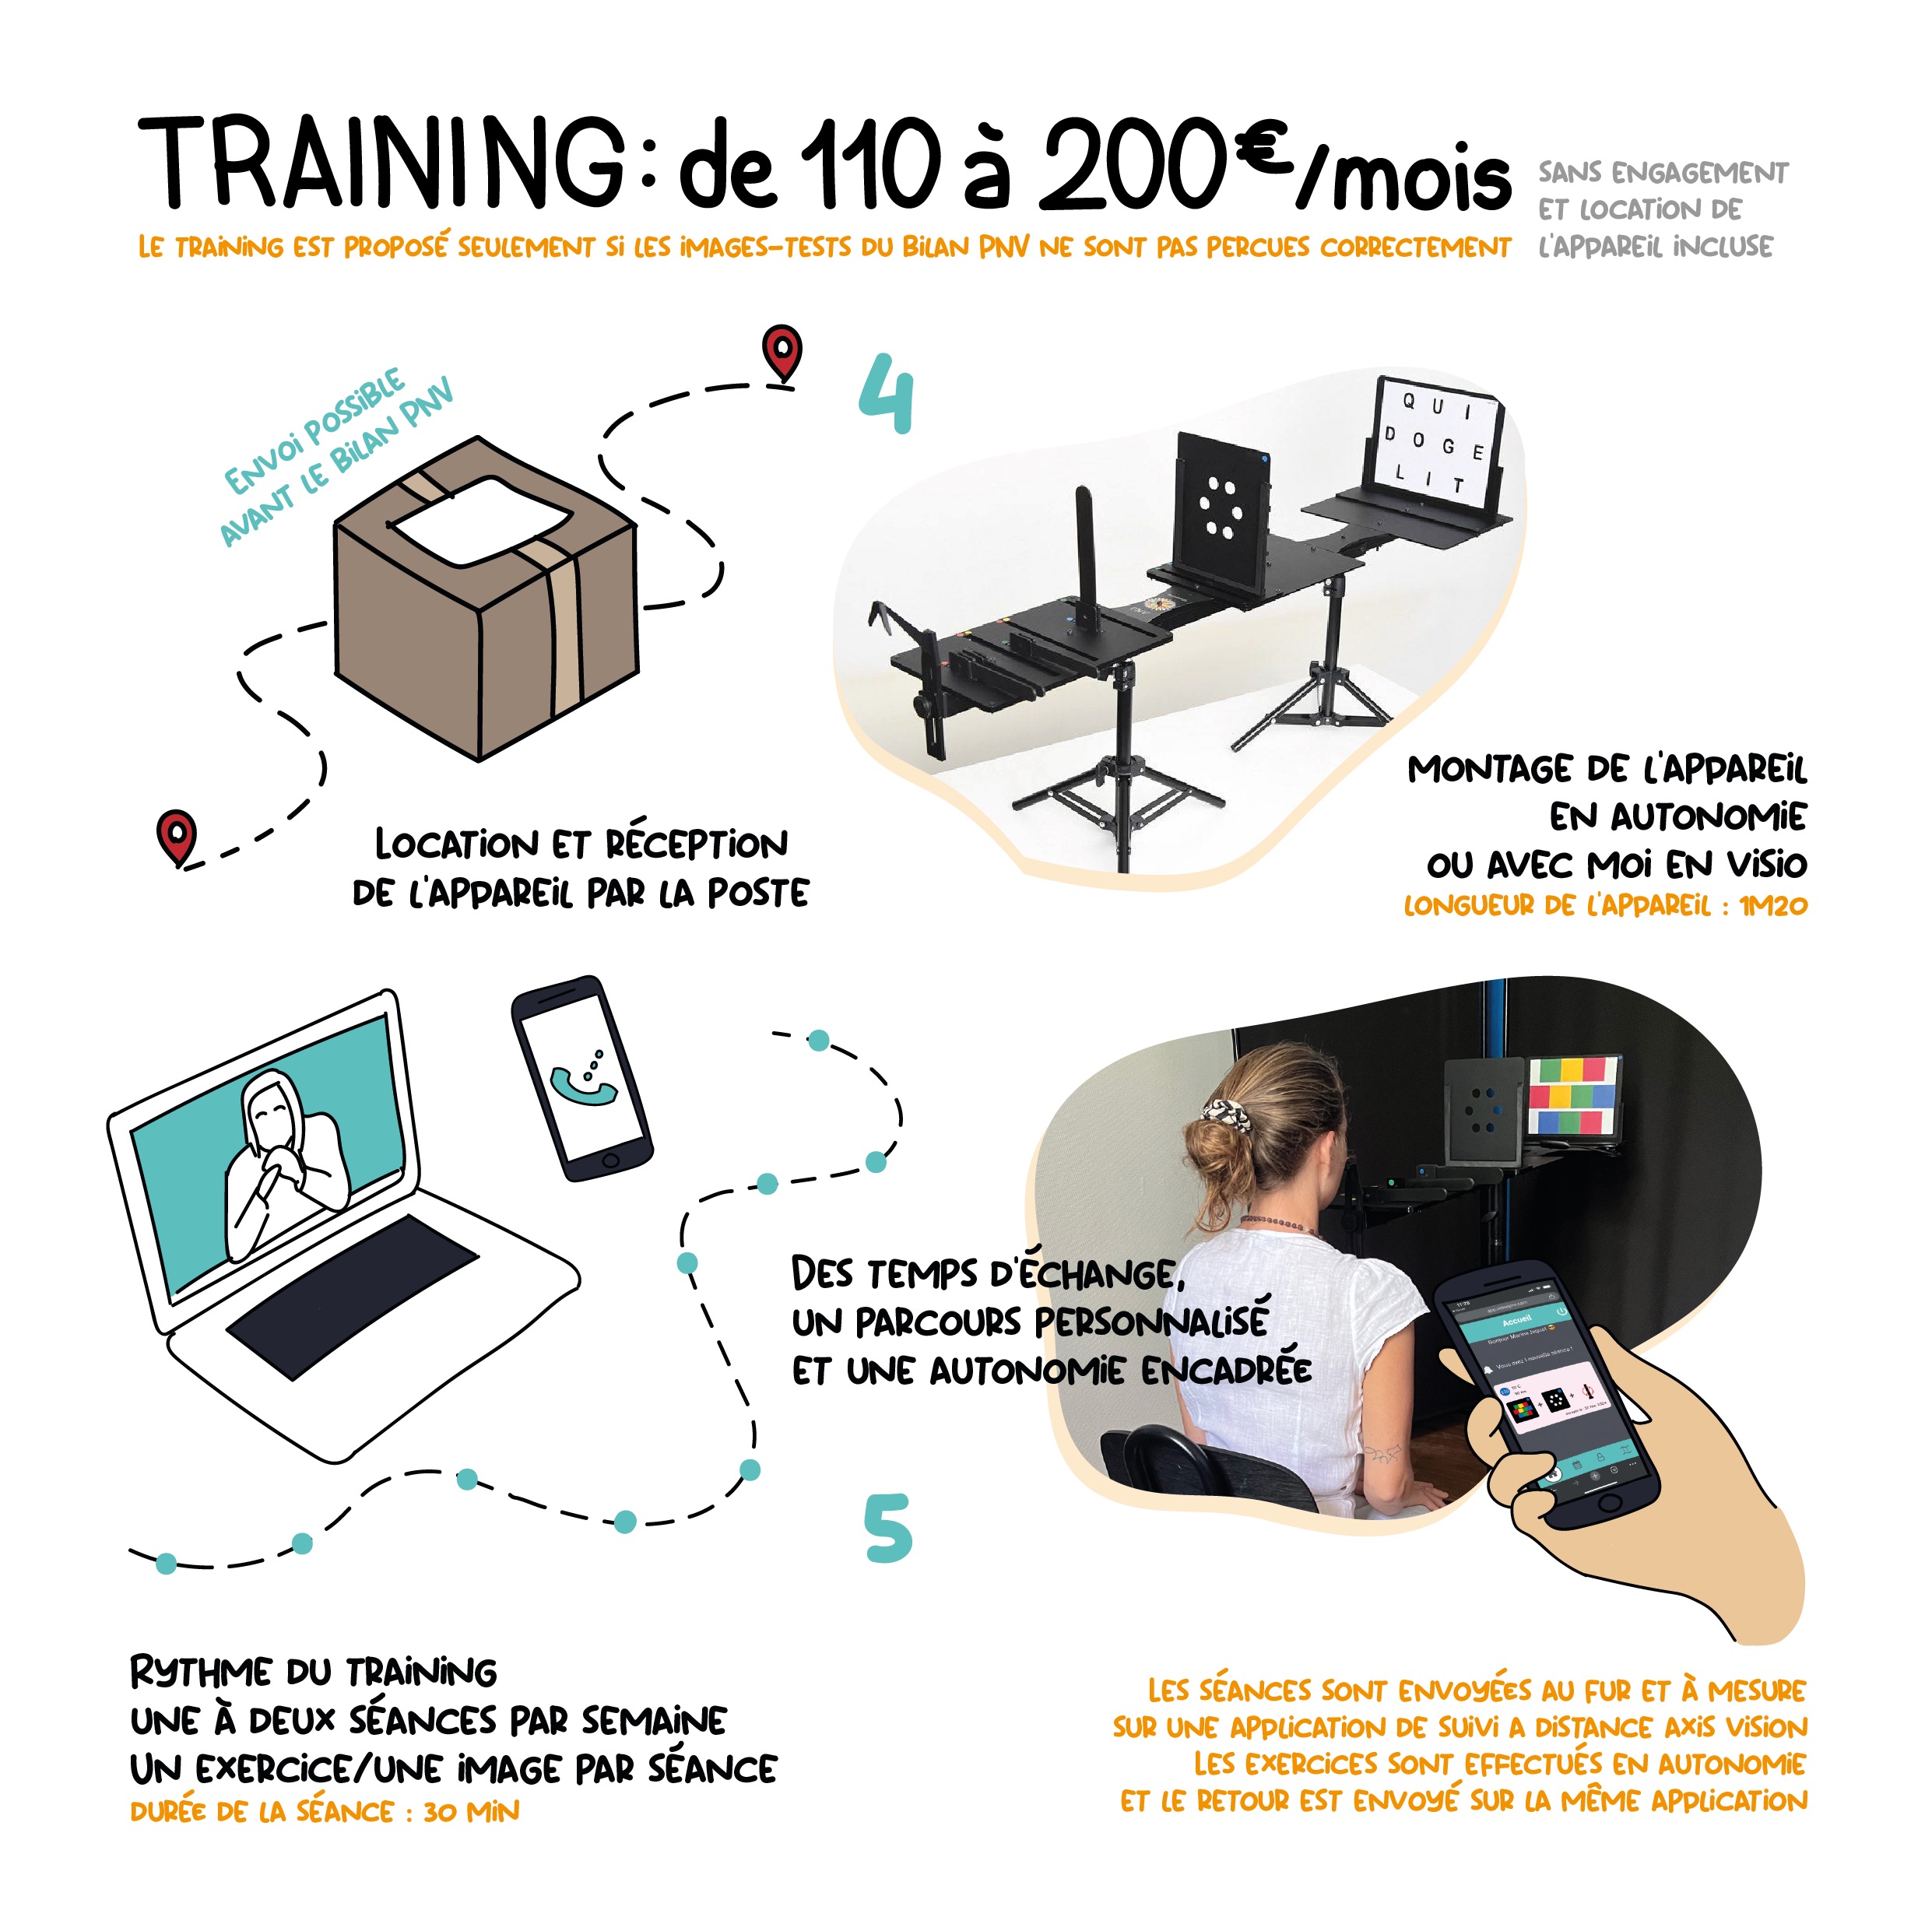 TRAINING : de 110 à 200€/mois
SANS ENGAGEMENT
ET LOCATION DE
L'APPAREIL INCLUSE
LE TRAINING EST PROPOSÉ SEULEMENT SI LES IMAGES-TESTS DU BILAN PNV NE SONT PAS PERCUES CORRECTEMENT
ENVOI POSSIBLE
AVANT LE BILAN PNV
4
Q U I
D O G E
L I T
LOCATION ET RÉCEPTION
DE L'APPAREIL PAR LA POSTE
MONTAGE DE L'APPAREIL
EN AUTONOMIE
OU AVEC MOI EN VISIO
LONGUEUR DE L'APPAREIL : 1M20
DES TEMPS D'ÉCHANGE,
UN PARCOURS PERSONNALISÉ
ET UNE AUTONOMIE ENCADRÉE
Accueil
Vous avez 1 nouvelle séance !
5
RYTHME DU TRAINING
UNE À DEUX SÉANCES PAR SEMAINE
UN EXERCICE/UNE IMAGE PAR SÉANCE
DURÉE DE LA SÉANCE : 30 MIN
LES SÉANCES SONT ENVOYÉES AU FUR ET À MESURE
SUR UNE APPLICATION DE SUIVI A DISTANCE AXIS VISION
LES EXERCICES SONT EFFECTUÉS EN AUTONOMIE
ET LE RETOUR EST ENVOYÉ SUR LA MÊME APPLICATION